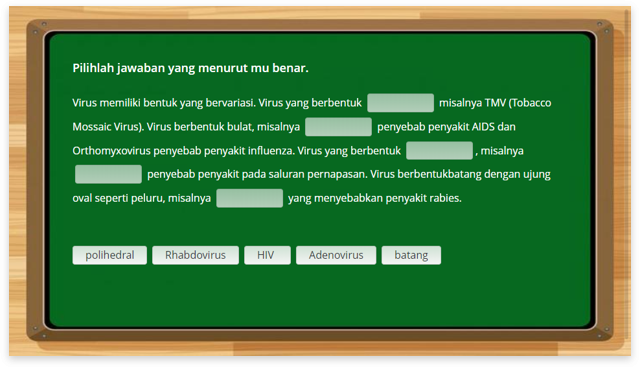 Pilihlah jawaban yang menurut mu benar.
Virus memiliki bentuk yang bervariasi. Virus yang berbentuk misalnya TMV (Tobacco
Mossaic Virus). Virus berbentuk bulat, misalnya penyebab penyakit AIDS dan
Orthomyxovirus penyebab penyakit influenza. Virus yang berbentuk , misalnya
penyebab penyakit pada saluran pernapasan. Virus berbentukbatang dengan ujung
oval seperti peluru, misalnya yang menyebabkan penyakit rabies.
polihedral Rhabdovirus HIV Adenovirus batang